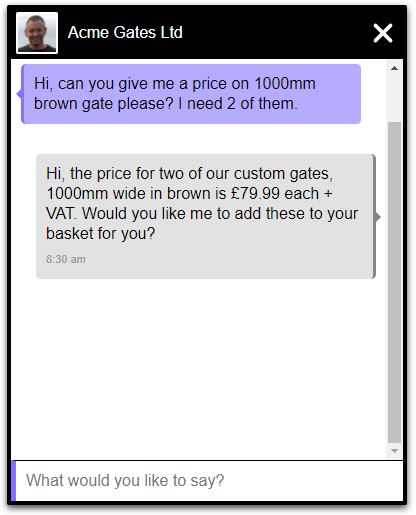 Acme Gates Ltd
Hi, can you give me a price on 1000mm
brown gate please? I need 2 of them.
Hi, the price for two of our custom gates,
1000mm wide in brown is £79.99 each +
VAT. Would you like me to add these to your
basket for you?
8:30 am
What would you like to say?